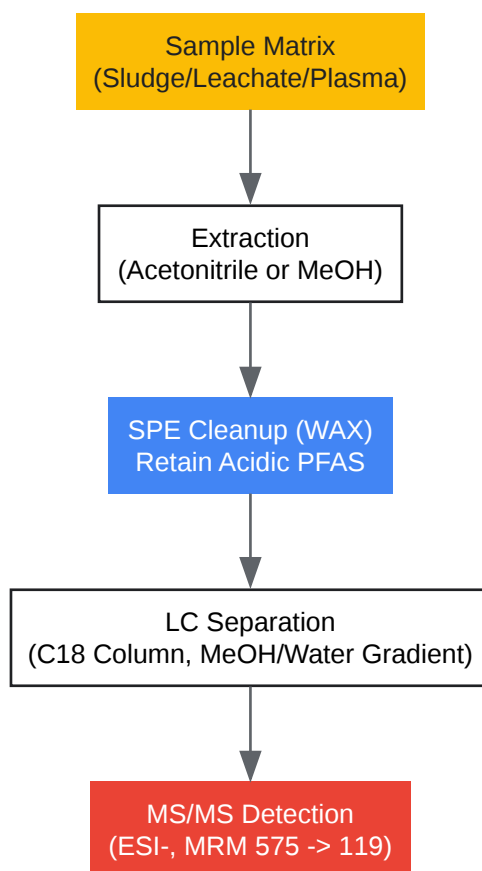 Sample Matrix
(Sludge/Leachate/Plasma)
Extraction
(Acetonitrile or MeOH)
SPE Cleanup (WAX)
Retain Acidic PFAS
LC Separation
(C18 Column, MeOH/Water Gradient)
MS/MS Detection
(ESI-, MRM 575 -> 119)